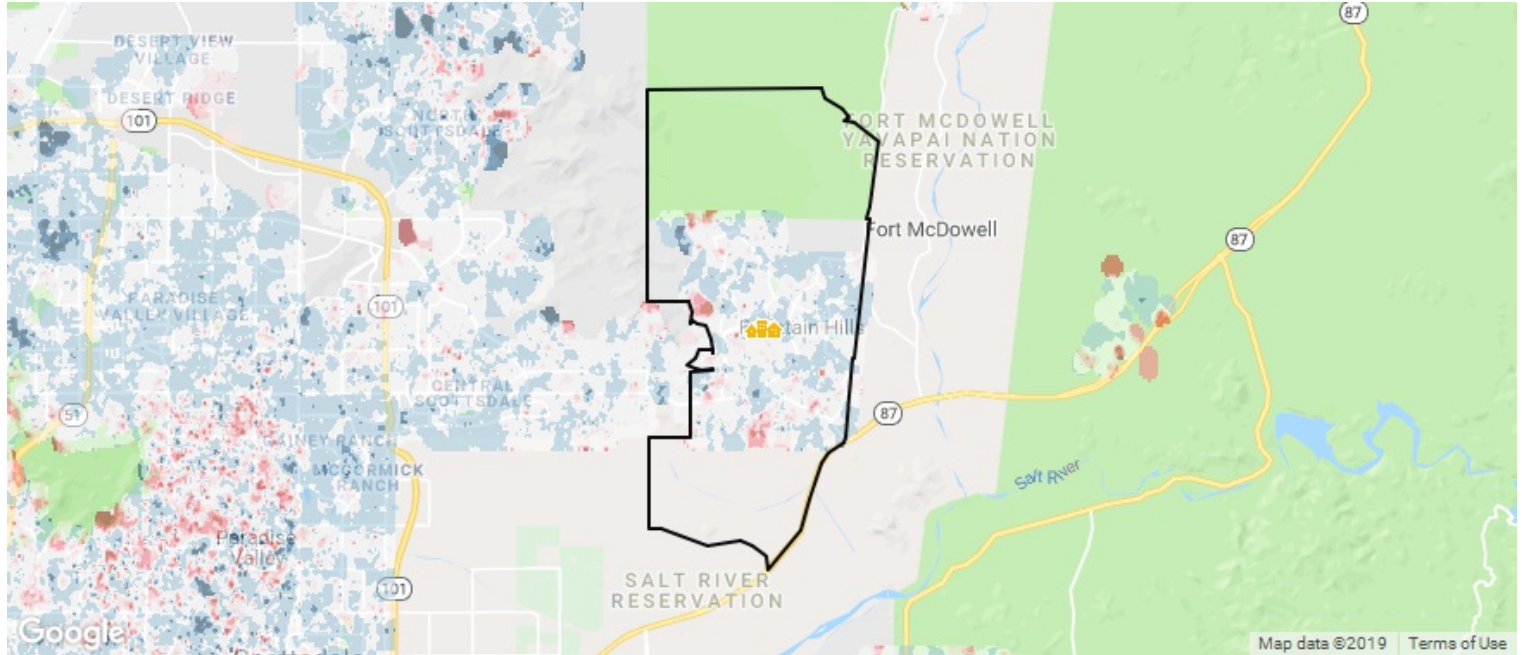 87
DESERT VIEW
VILLAGE
DESERT RIDGE
101
NORTH
SCOTTSDALE
FORT MCDOWELL
YAVAPAI NATION
RESERVATION
Fort McDowell
87
PARADISE
VALLEY VILLAGE
101
Fountain Hills
CENTRAL
SCOTTSDALE
51
87
GAINEY RANCH
MCCORMICK
RANCH
Salt River
Paradise
Valley
101
SALT RIVER
RESERVATION
Google
Scottsdale
Map data ©2019
Terms of Use